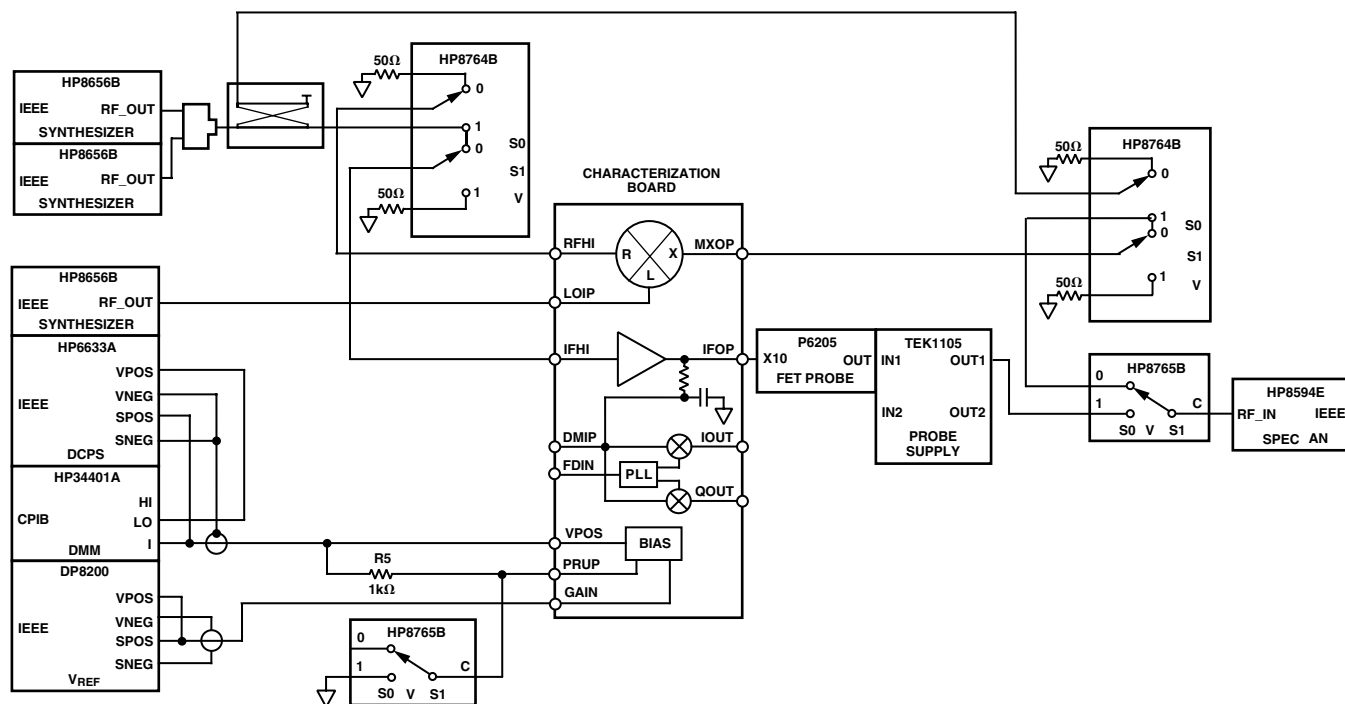 HP8656B
IEEE
RF_OUT
SYNTHESIZER
HP8656B
IEEE
RF_OUT
SYNTHESIZER
50Ω
HP8764B
0
1
0
S0
S1
50Ω
1
V
CHARACTERIZATION
BOARD
HP8764B
50Ω
0
1
0
S0
S1
50Ω
1
V
RFHI
R
X
L
MXOP
LOIP
IFHI
IFOP
DMIP
IOUT
FDIN
PLL
QOUT
VPOS
BIAS
PRUP
GAIN
HP8656B
IEEE
RF_OUT
SYNTHESIZER
HP6633A
VPOS
VNEG
IEEE
SPOS
SNEG
DCPS
HP34401A
HI
CPIB
LO
I
DMM
DP8200
VPOS
VNEG
IEEE
SPOS
SNEG
VREF
R5
1kΩ
P6205
X10
OUT
FET PROBE
TEK1105
IN1
OUT1
IN2
OUT2
PROBE
SUPPLY
HP8765B
0
1
C
S0 V S1
HP8594E
RF_IN
IEEE
SPEC AN
HP8765B
0
1
C
S0 V S1